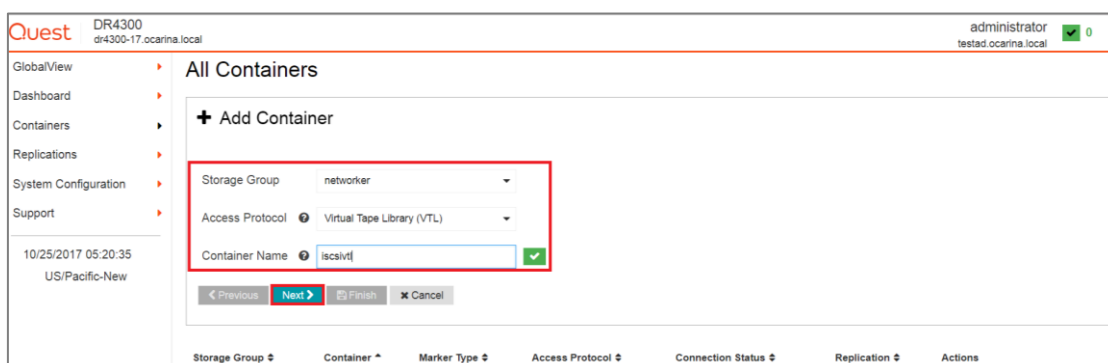 Quest DR4300
dr4300-17.ocarina.local
administrator
testad.ocarina.local
0
GlobalView
Dashboard
Containers
Replications
System Configuration
Support
10/25/2017 05:20:35
US/Pacific-New
All Containers
+ Add Container
Storage Group networker
Access Protocol ? Virtual Tape Library (VTL)
Container Name ? iscsivtl
Previous Next Finish Cancel
Storage Group Container Marker Type Access Protocol Connection Status Replication Actions